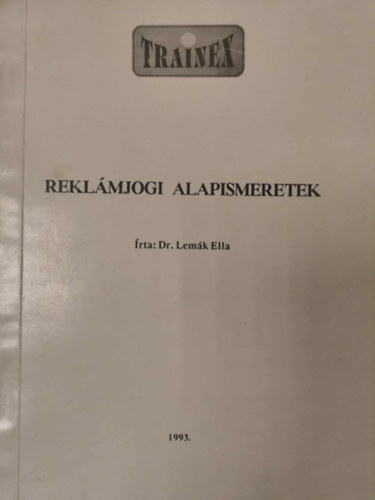 TRAINEX
REKLÁMJOGI ALAPISMERETEK
Írta: Dr. Lemák Ella
1993.